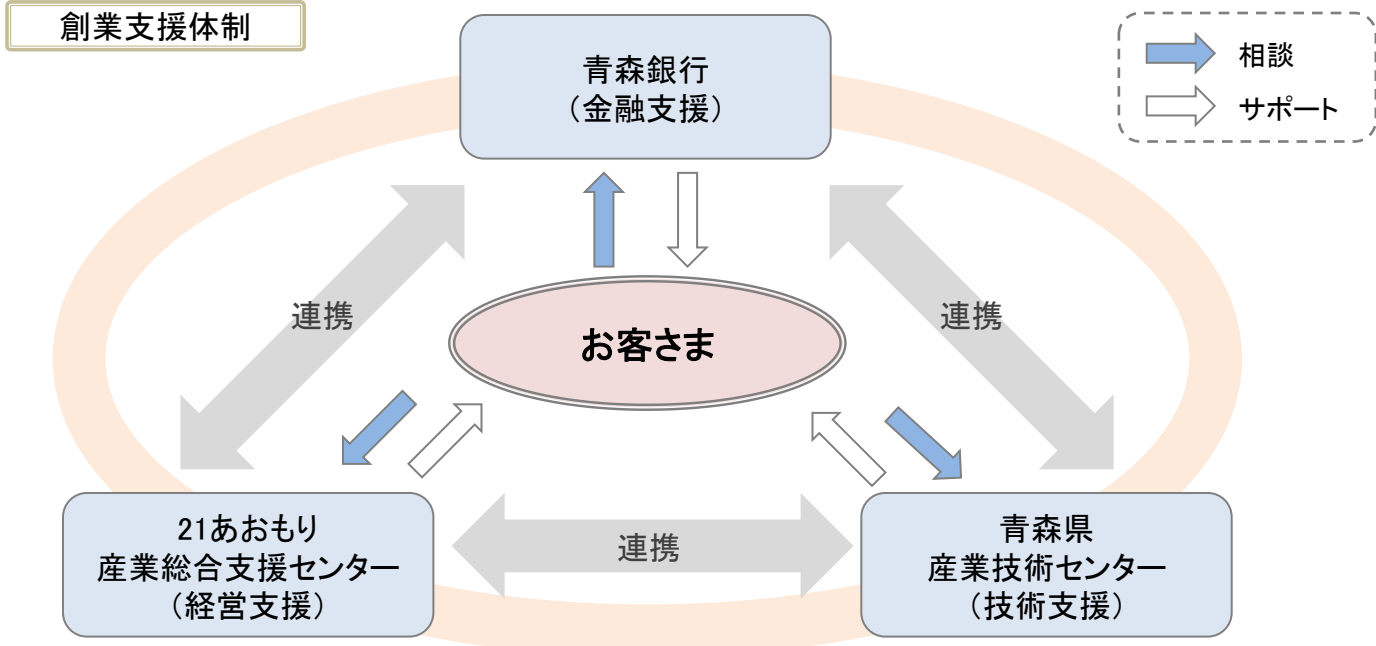 創業支援体制
青森銀行
（金融支援）
相談
サポート
連携
連携
お客さま
21あおもり
産業総合支援センター
（経営支援）
連携
青森県
産業技術センター
（技術支援）